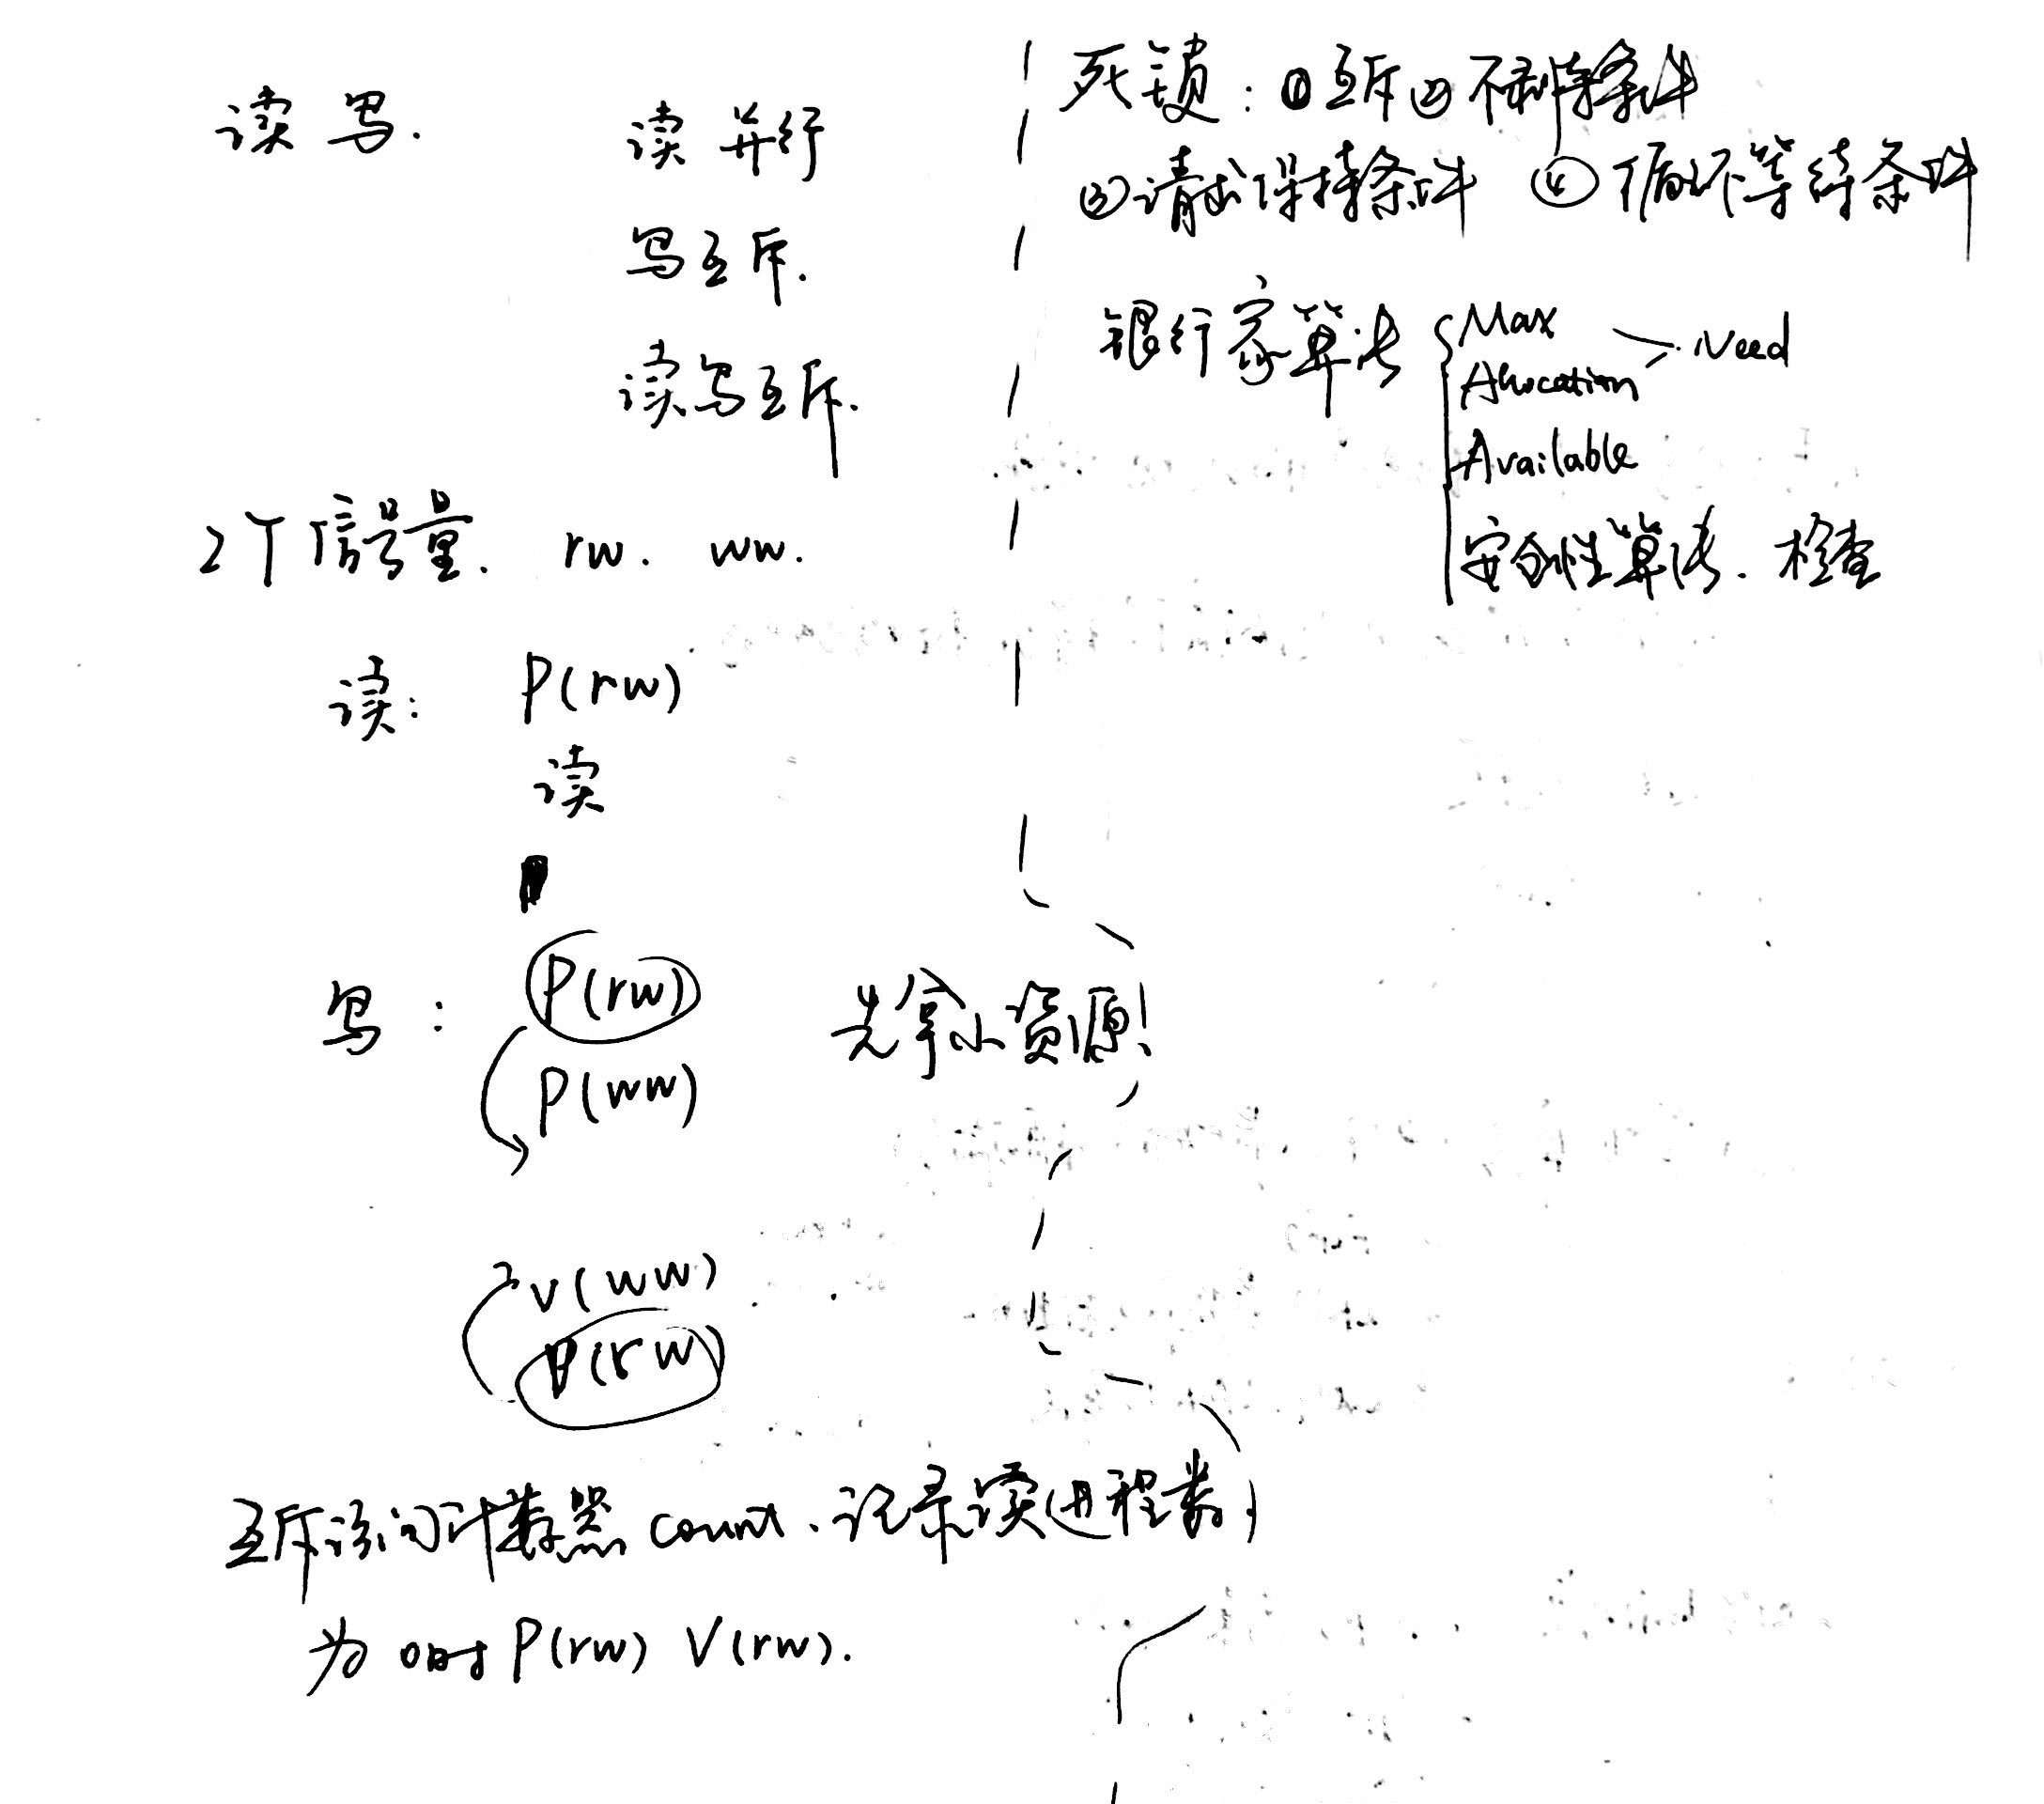 读写.
读并行
写互斥.
读写互斥.
2个信号量. rw. ww.
读: P(rw)
读
写: P(rw) 先拿小资源!
P(ww)
V(ww)
V(rw)
互斥访问计数器 count、记录读进程数,
为0时 P(rw) V(rw).
死锁: ①互斥 ②不剥夺条件
③请求保持条件 ④循环等待条件
银行家算法 Max
Need
Allocation
Available
安全性算法. 检查